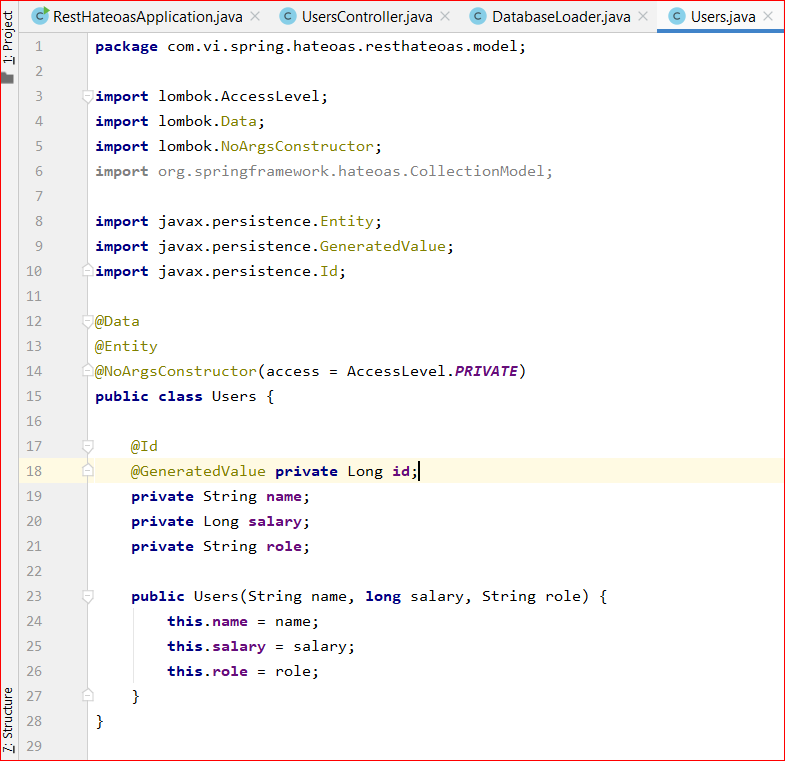 RestHateoasApplication.java UsersController.java DatabaseLoader.java Users.java
1: Project
1 package com.vi.spring.hateoas.resthateoas.model;
2
3 import lombok.AccessLevel;
4 import lombok.Data;
5 import lombok.NoArgsConstructor;
6 import org.springframework.hateoas.CollectionModel;
7
8 import javax.persistence.Entity;
9 import javax.persistence.GeneratedValue;
10 import javax.persistence.Id;
11
12 @Data
13 @Entity
14 @NoArgsConstructor(access = AccessLevel.PRIVATE)
15 public class Users {
16
17     @Id
18     @GeneratedValue private Long id;
19     private String name;
20     private Long salary;
21     private String role;
22
23     public Users(String name, long salary, String role) {
24         this.name = name;
25         this.salary = salary;
26         this.role = role;
27     }
28 }
29
7: Structure